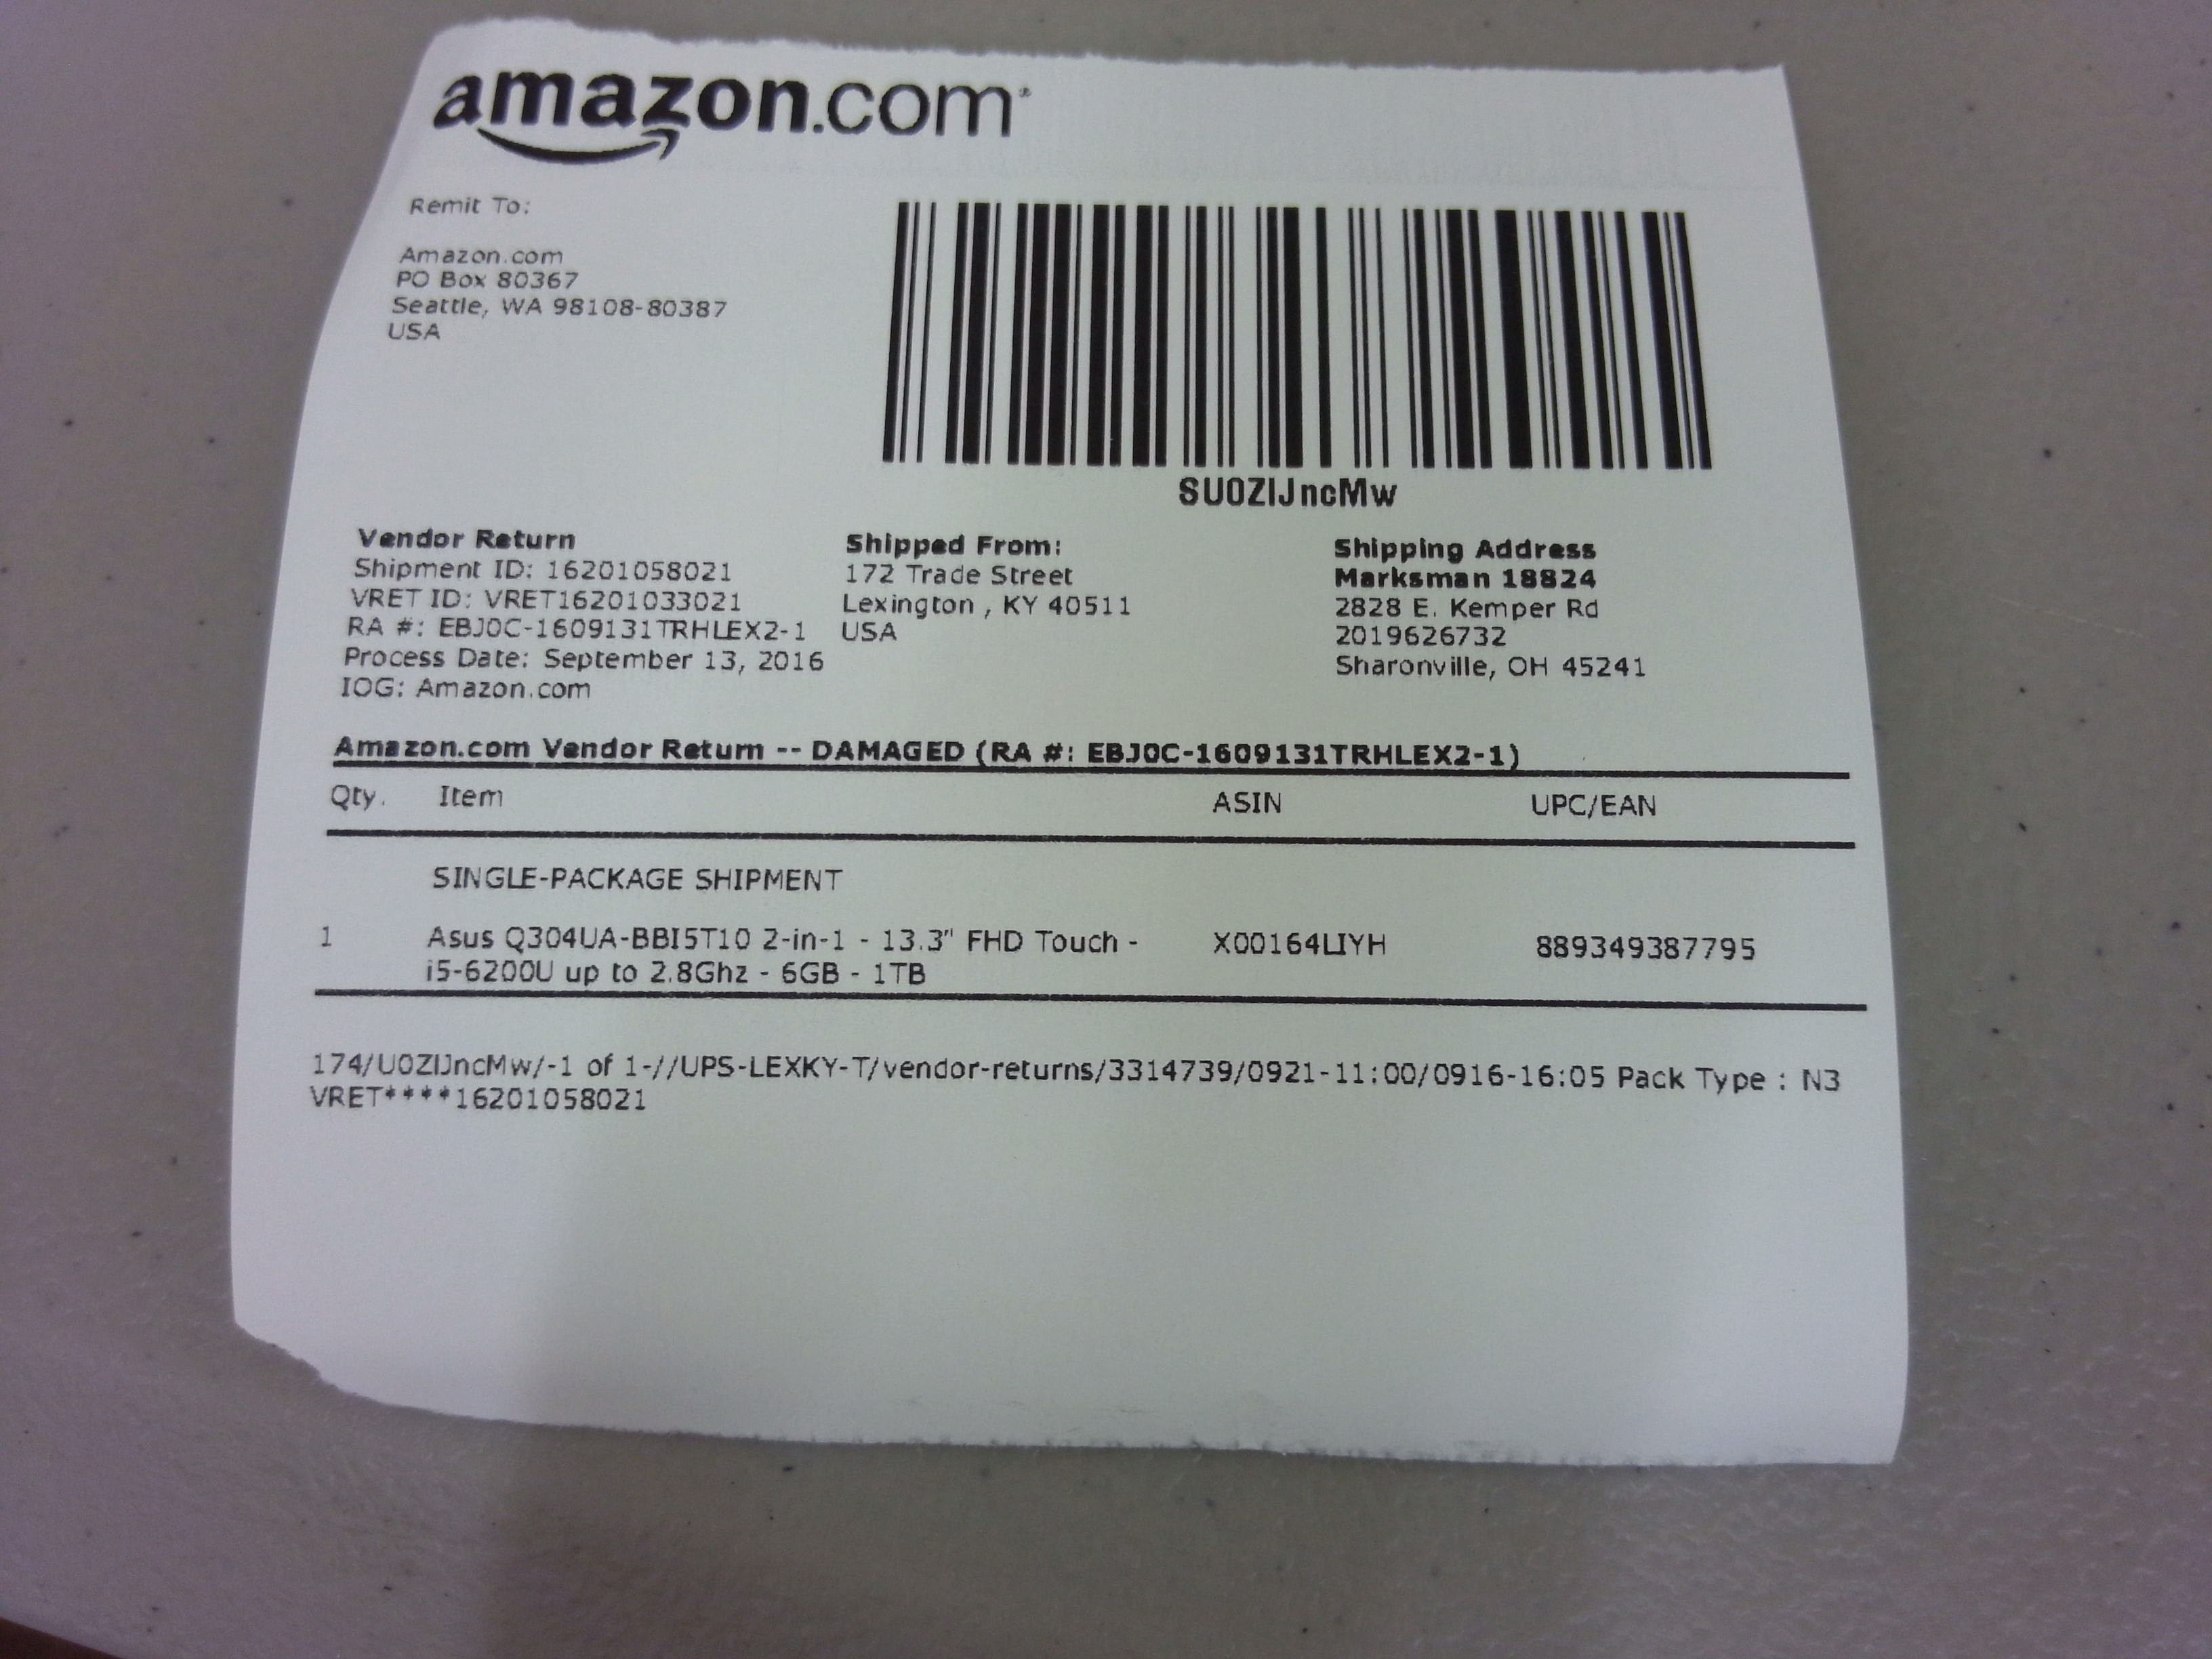 amazon.com
Remit To:
Amazon.com
PO Box 80367
Seattle, WA 98108-80387
USA
SU0ZIJncMw
Vendor Return
Shipment ID: 16201058021
VRET ID: VRET16201033021
RA #: EBJ0C-1609131TRHLEX2-1
Process Date: September 13, 2016
IOG: Amazon.com
Shipped From:
172 Trade Street
Lexington , KY 40511
USA
Shipping Address
Marksman 18824
2828 E. Kemper Rd
2019626732
Sharonville, OH 45241
Amazon.com Vendor Return -- DAMAGED (RA #: EBJ0C-1609131TRHLEX2-1)
Qty. Item ASIN UPC/EAN
SINGLE-PACKAGE SHIPMENT
1 Asus Q304UA-BBI5T10 2-in-1 - 13.3" FHD Touch - X00164LIYH 889349387795
i5-6200U up to 2.8Ghz - 6GB - 1TB
174/U0ZIJncMw/-1 of 1-//UPS-LEXKY-T/vendor-returns/3314739/0921-11:00/0916-16:05 Pack Type : N3
VRET****16201058021